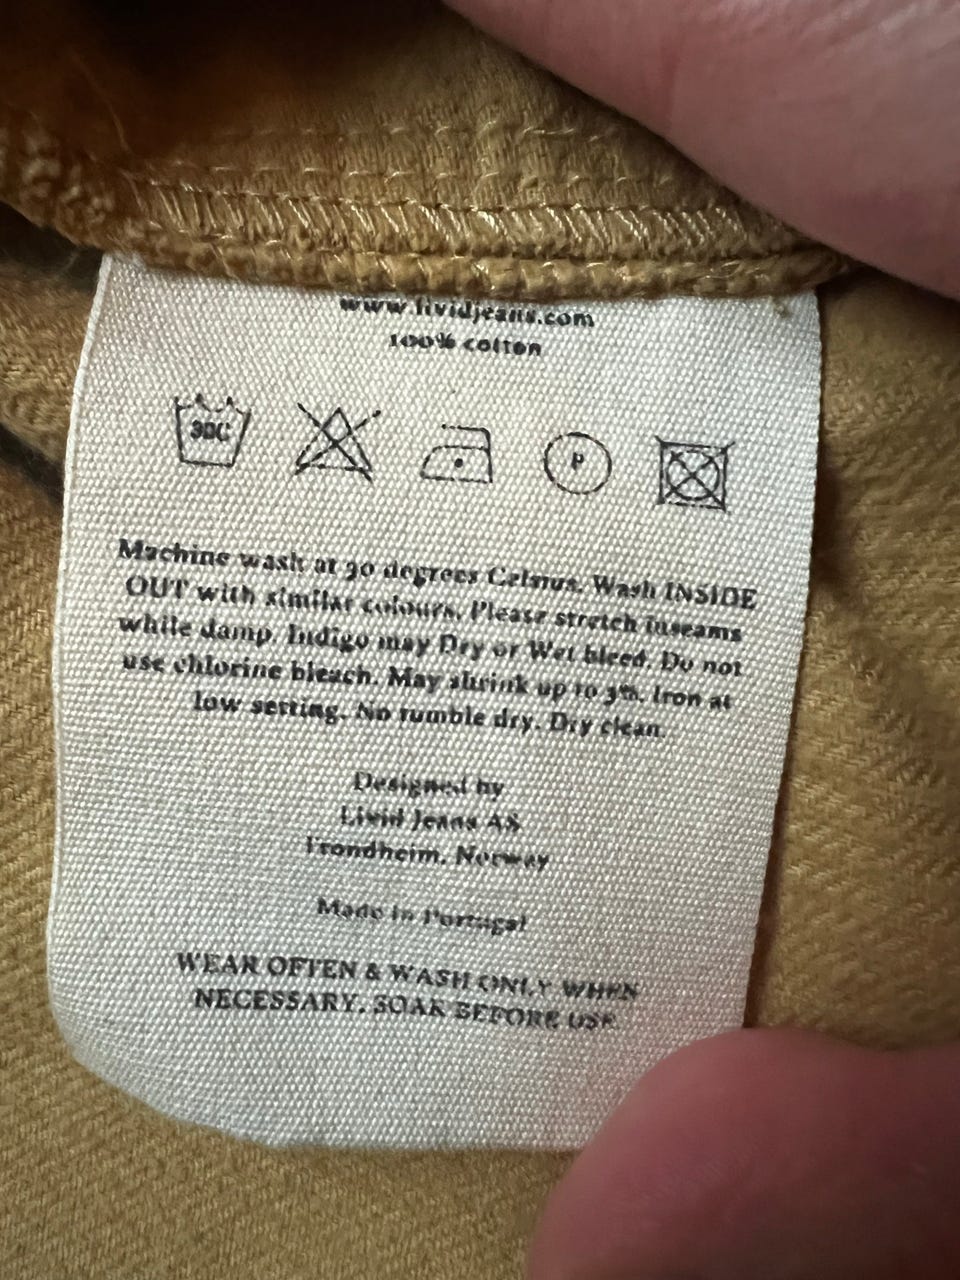 www.lividjeans.com
100% cotton
30C
P
Machine wash at 30 degrees Celsius. Wash INSIDE
OUT with similar colours. Please stretch inseams
while damp. Indigo may Dry or Wet bleed. Do not
use chlorine bleach. May shrink up to 3%. Iron at
low setting. No tumble dry. Dry clean.
Designed by
Livid Jeans AS
Trondheim, Norway
Made in Portugal
WEAR OFTEN & WASH ONLY WHEN
NECESSARY. SOAK BEFORE USE.